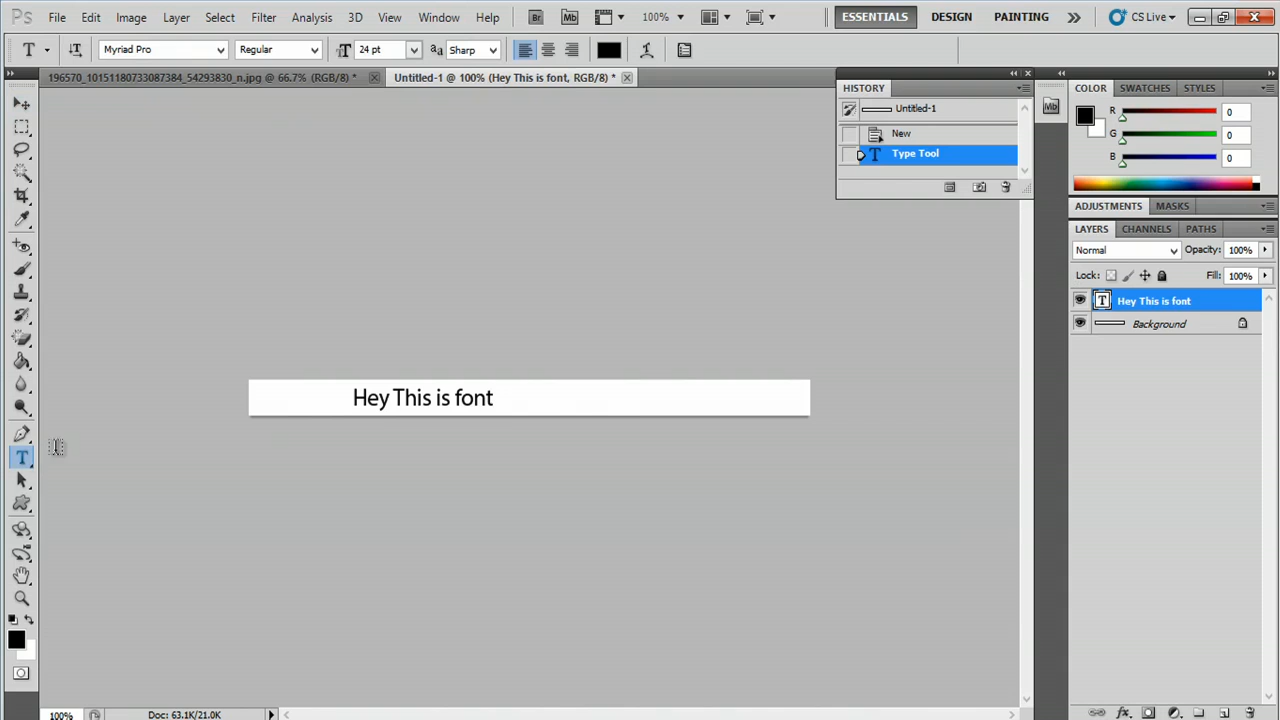 Ps File Edit Image Layer Select Filter Analysis 3D View Window Help Br Mb 100% ESSENTIALS DESIGN PAINTING CS Live
T Myriad Pro Regular T 24 pt aa Sharp
196570_10151180733087384_54293830_n.jpg @ 66.7% (RGB/8) * Untitled-1 @ 100% (Hey This is font, RGB/8) *
HISTORY
Untitled-1
New
T Type Tool
Mb
COLOR SWATCHES STYLES
R 0
G 0
B 0
ADJUSTMENTS MASKS
LAYERS CHANNELS PATHS
Normal Opacity: 100%
Lock: Fill: 100%
T Hey This is font
Background
Hey This is font
T
fx
100% Doc: 63.1K/21.0K